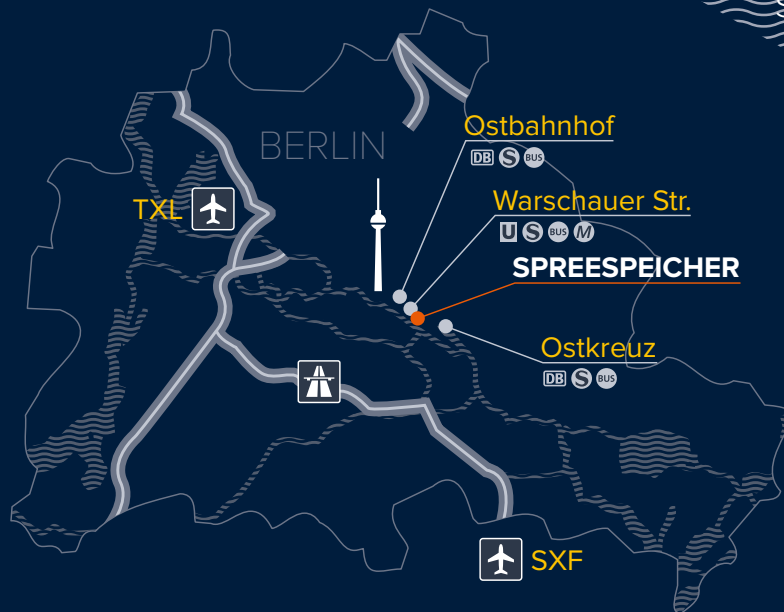 Ostbahnhof
DB S BUS
BERLIN
Warschauer Str.
TXL
U S BUS M
SPREESPEICHER
Ostkreuz
DB S BUS
SXF